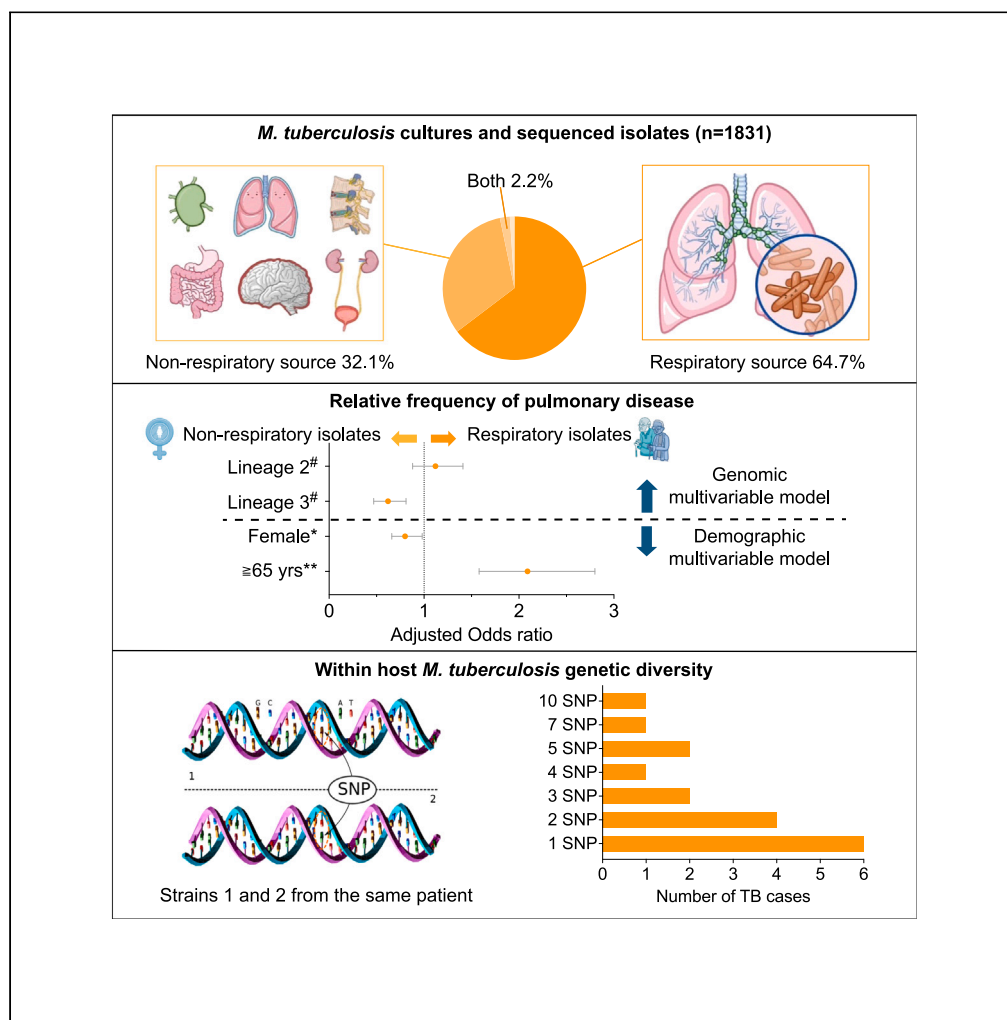 M. tuberculosis cultures and sequenced isolates (n=1831)
Both 2.2%
Non-respiratory source 32.1%
Respiratory source 64.7%
Relative frequency of pulmonary disease
Non-respiratory isolates
Respiratory isolates
Lineage 2#
Lineage 3#
Female*
≧65 yrs**
0
1
2
3
Adjusted Odds ratio
Genomic
multivariable model
Demographic
multivariable model
Within host M. tuberculosis genetic diversity
G C
A T
1
SNP
2
Strains 1 and 2 from the same patient
10 SNP
7 SNP
5 SNP
4 SNP
3 SNP
2 SNP
1 SNP
0
1
2
3
4
5
6
Number of TB cases